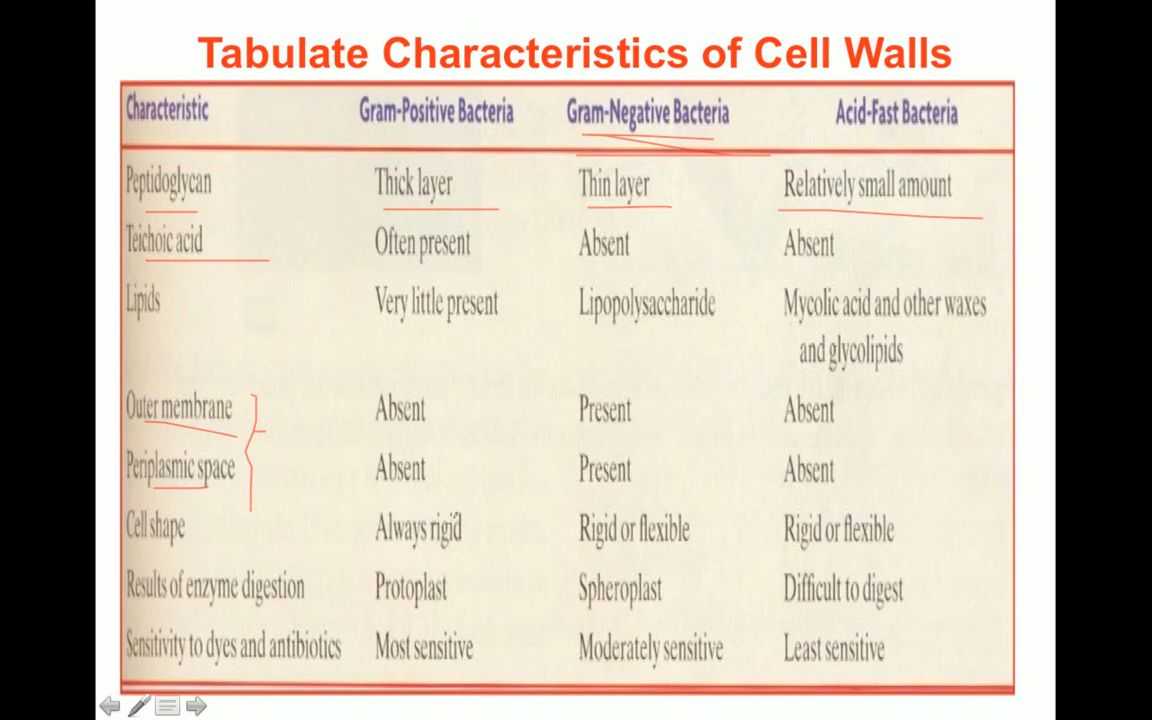 Tabulate Characteristics of Cell Walls
Characteristic Gram-Positive Bacteria Gram-Negative Bacteria Acid-Fast Bacteria
Peptidoglycan Thick layer Thin layer Relatively small amount
Teichoic acid Often present Absent Absent
Lipids Very little present Lipopolysaccharide Mycolic acid and other waxes
and glycolipids
Outer membrane Absent Present Absent
Periplasmic space Absent Present Absent
Cell shape Always rigid Rigid or flexible Rigid or flexible
Results of enzyme digestion Protoplast Spheroplast Difficult to digest
Sensitivity to dyes and antibiotics Most sensitive Moderately sensitive Least sensitive